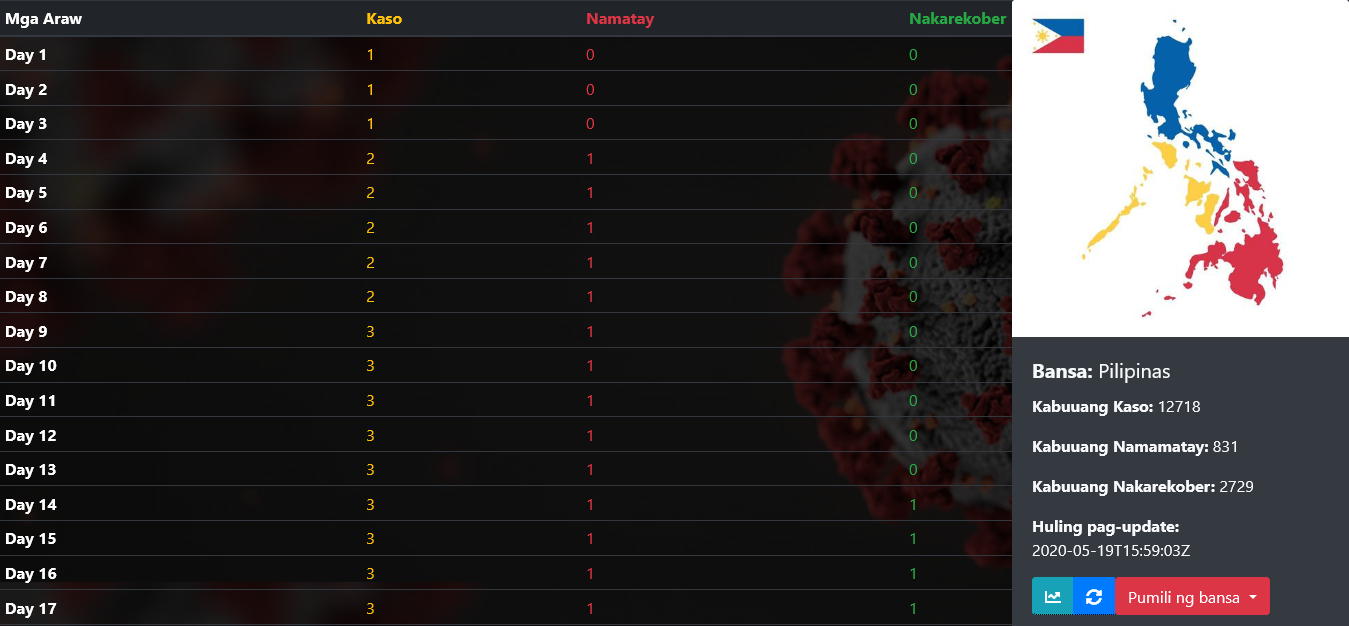 Mga Araw Kaso Namatay Nakarekober
Day 1 1 0 0
Day 2 1 0 0
Day 3 1 0 0
Day 4 2 1 0
Day 5 2 1 0
Day 6 2 1 0
Day 7 2 1 0
Day 8 2 1 0
Day 9 3 1 0
Day 10 3 1 0
Day 11 3 1 0
Day 12 3 1 0
Day 13 3 1 0
Day 14 3 1 1
Day 15 3 1 1
Day 16 3 1 1
Day 17 3 1 1
Bansa: Pilipinas
Kabuuang Kaso: 12718
Kabuuang Namamatay: 831
Kabuuang Nakarekober: 2729
Huling pag-update:
2020-05-19T15:59:03Z
Pumili ng bansa